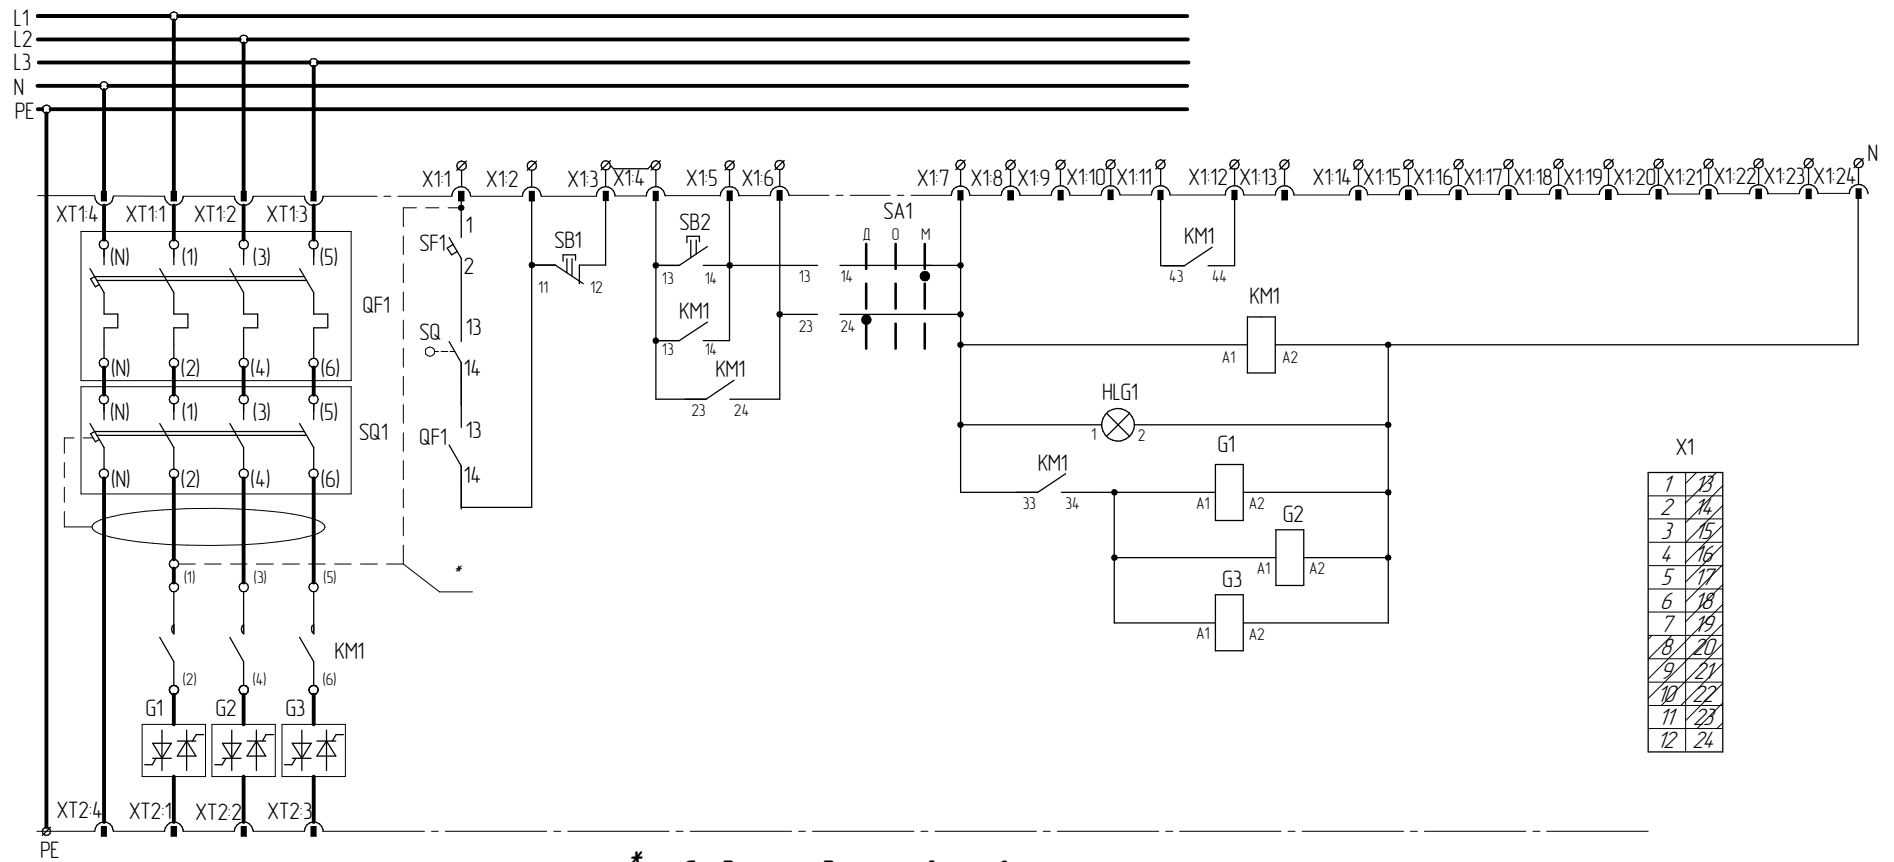 L1
L2
L3
N
PE
X1:1 X1:2 X1:3 X1:4 X1:5 X1:6 X1:7 X1:8 X1:9 X1:10 X1:11 X1:12 X1:13 X1:14 X1:15 X1:16 X1:17 X1:18 X1:19 X1:20 X1:21 X1:22 X1:23 X1:24 N
XT1:4 XT1:1 XT1:2 XT1:3
(N) (1) (3) (5)
QF1
(N) (2) (4) (6)
(N) (1) (3) (5)
SQ1
(N) (2) (4) (6)
(1) (3) (5)
*
KM1
(2) (4) (6)
G1 G2 G3
XT2:4 XT2:1 XT2:2 XT2:3
PE
1
SF1
2
13
SQ
14
13
QF1
14
SB1
11 12
SB2
13 14
KM1
13 14
KM1
23 24
SA1
Д О М
13 14
23 24
KM1
43 44
KM1
A1 A2
HLG1
1 2
KM1
33 34
G1
A1 A2
G2
A1 A2
G3
A1 A2
X1
1 13
2 14
3 15
4 16
5 17
6 18
7 19
8 20
9 21
10 22
11 23
12 24
*